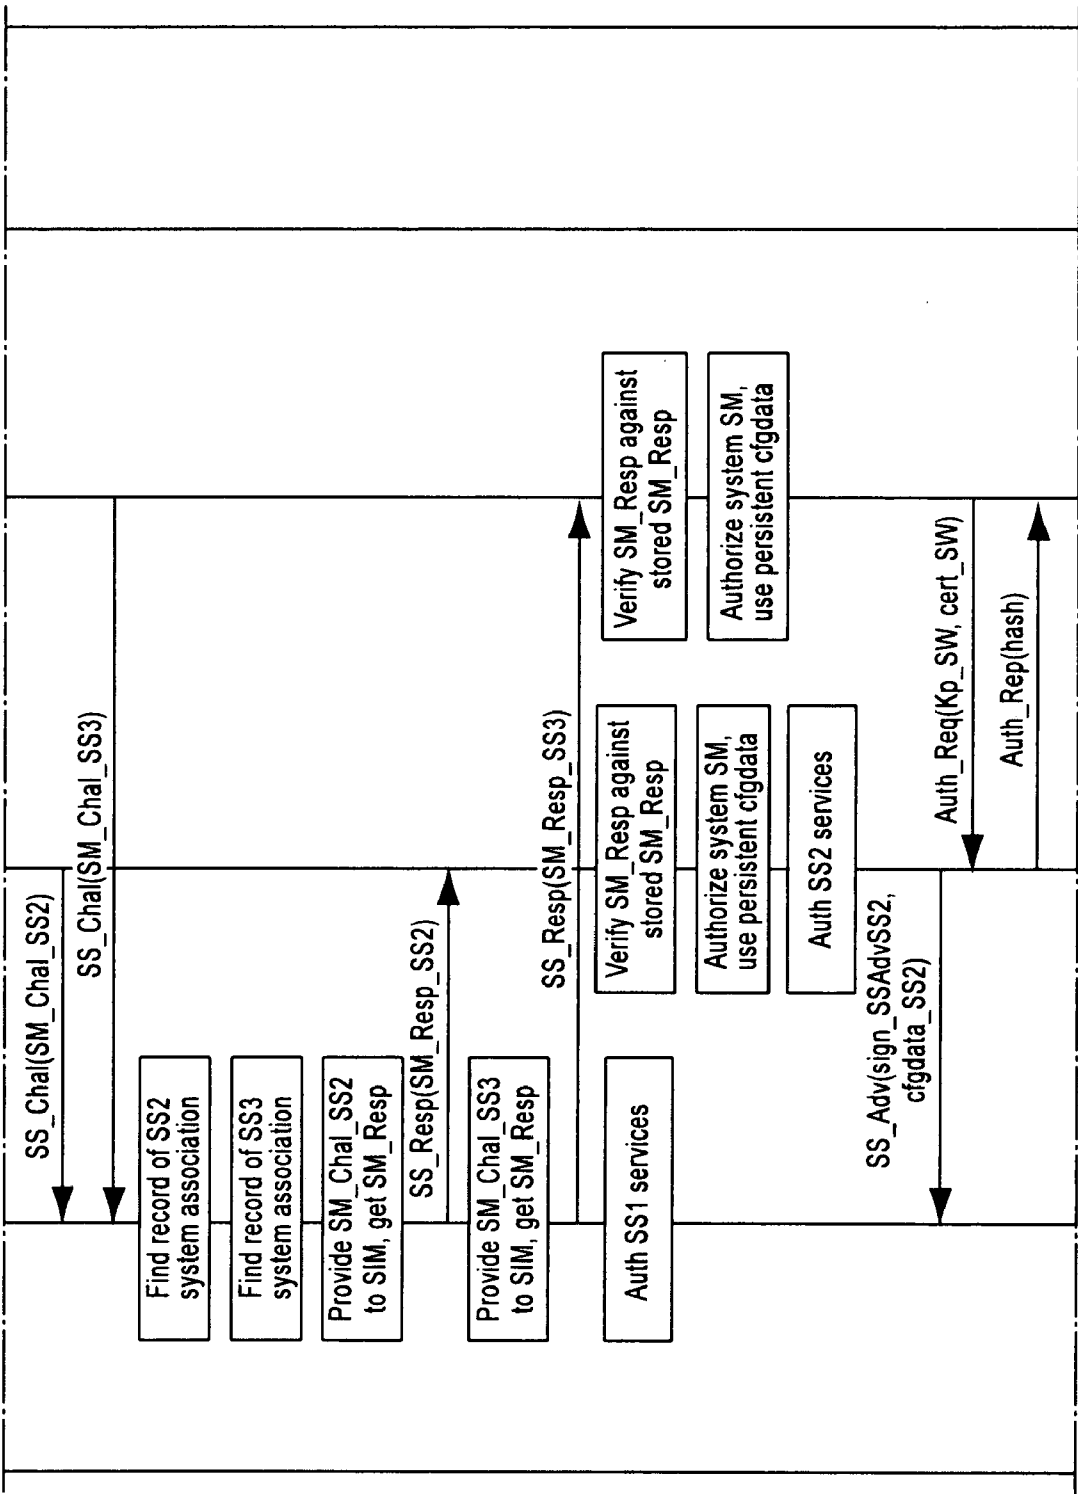 SS_Chal(SM_Chal_SS2)
SS_Chal(SM_Chal_SS3)
Find record of SS2
system association
Find record of SS3
system association
Provide SM_Chal_SS2
to SIM, get SM_Resp
SS_Resp(SM_Resp_SS2)
Provide SM_Chal_SS3
to SIM, get SM_Resp
SS_Resp(SM_Resp_SS3)
Auth SS1 services
Verify SM_Resp against
stored SM_Resp
Verify SM_Resp against
stored SM_Resp
Authorize system SM,
use persistent cfgdata
Authorize system SM,
use persistent cfgdata
Auth SS2 services
SS_Adv(sign_SSAdvSS2,
cfgdata_SS2)
Auth_Req(Kp_SW, cert_SW)
Auth_Rep(hash)